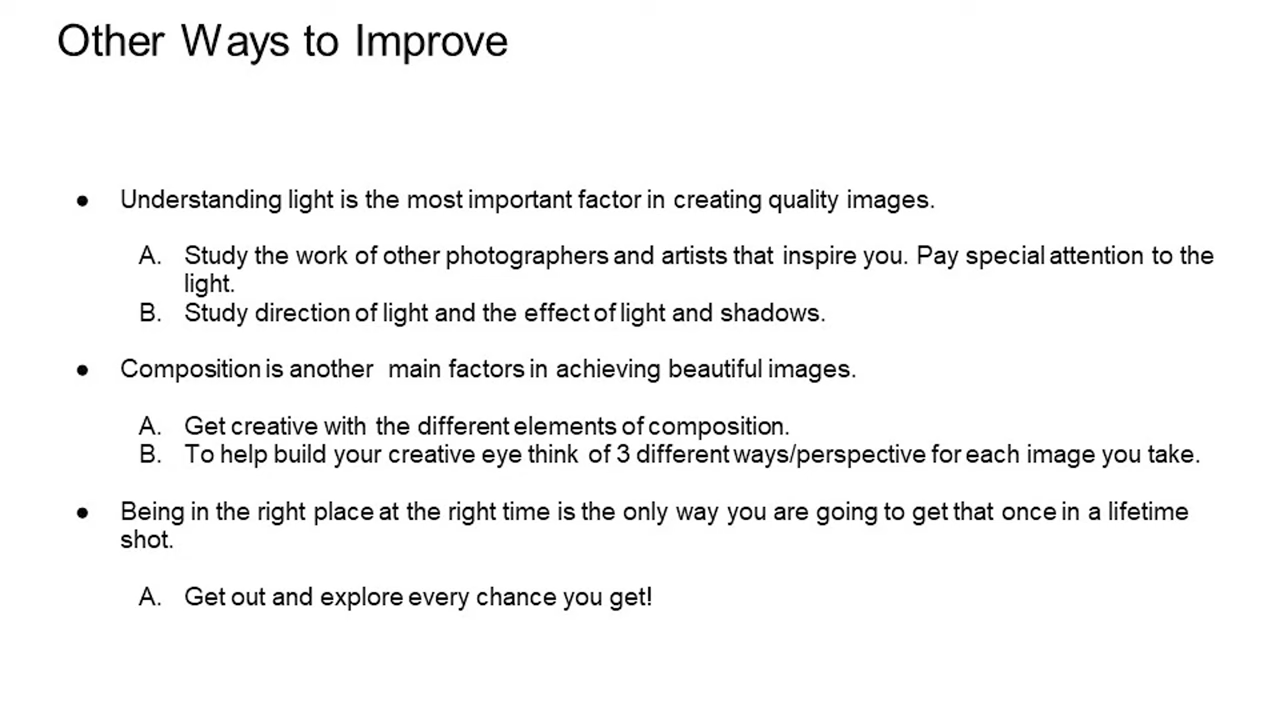 Other Ways to Improve
● Understanding light is the most important factor in creating quality images.
A. Study the work of other photographers and artists that inspire you. Pay special attention to the
light.
B. Study direction of light and the effect of light and shadows.
● Composition is another  main factors in achieving beautiful images.
A. Get creative with the different elements of composition.
B. To help build your creative eye think of 3 different ways/perspective for each image you take.
● Being in the right place at the right time is the only way you are going to get that once in a lifetime
shot.
A. Get out and explore every chance you get!